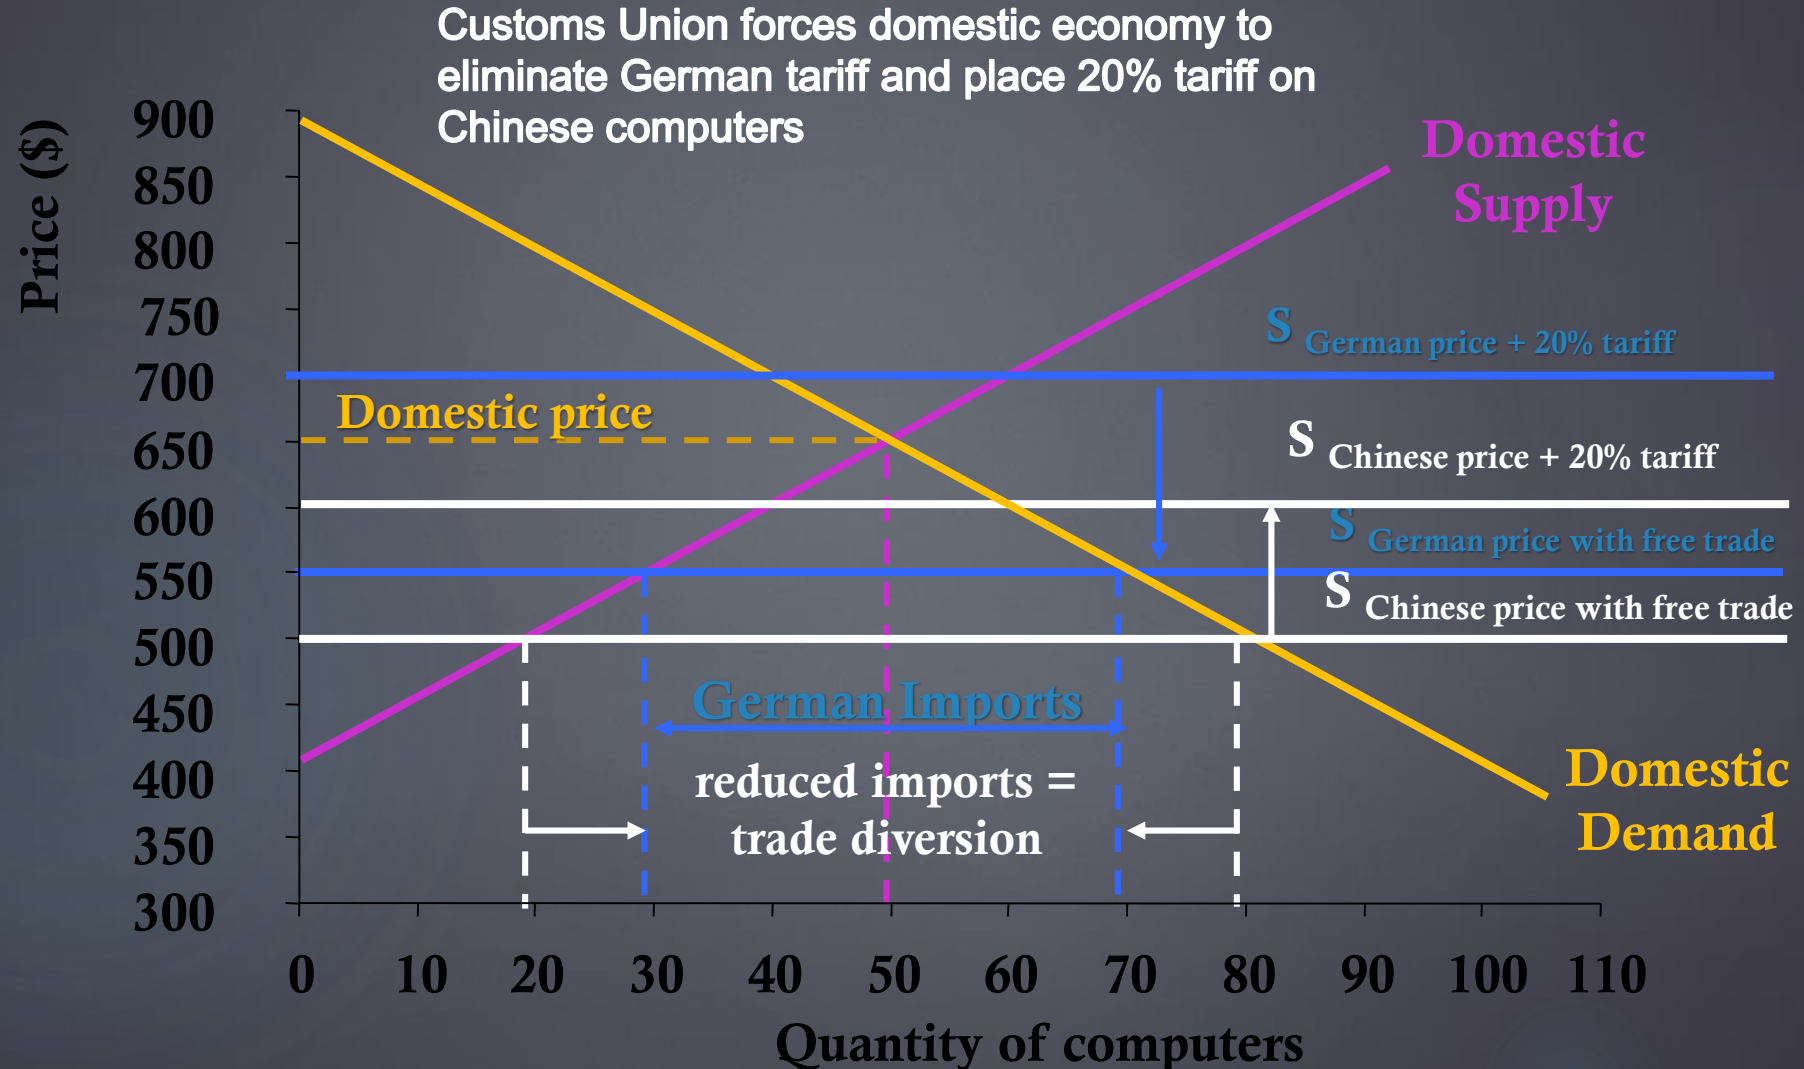 Customs Union forces domestic economy to
eliminate German tariff and place 20% tariff on
Chinese computers
Price ($)
900
850
800
750
700
650
600
550
500
450
400
350
300
Domestic
Supply
S German price + 20% tariff
Domestic price
S Chinese price + 20% tariff
S German price with free trade
S Chinese price with free trade
German Imports
reduced imports =
trade diversion
Domestic
Demand
0 10 20 30 40 50 60 70 80 90 100 110
Quantity of computers